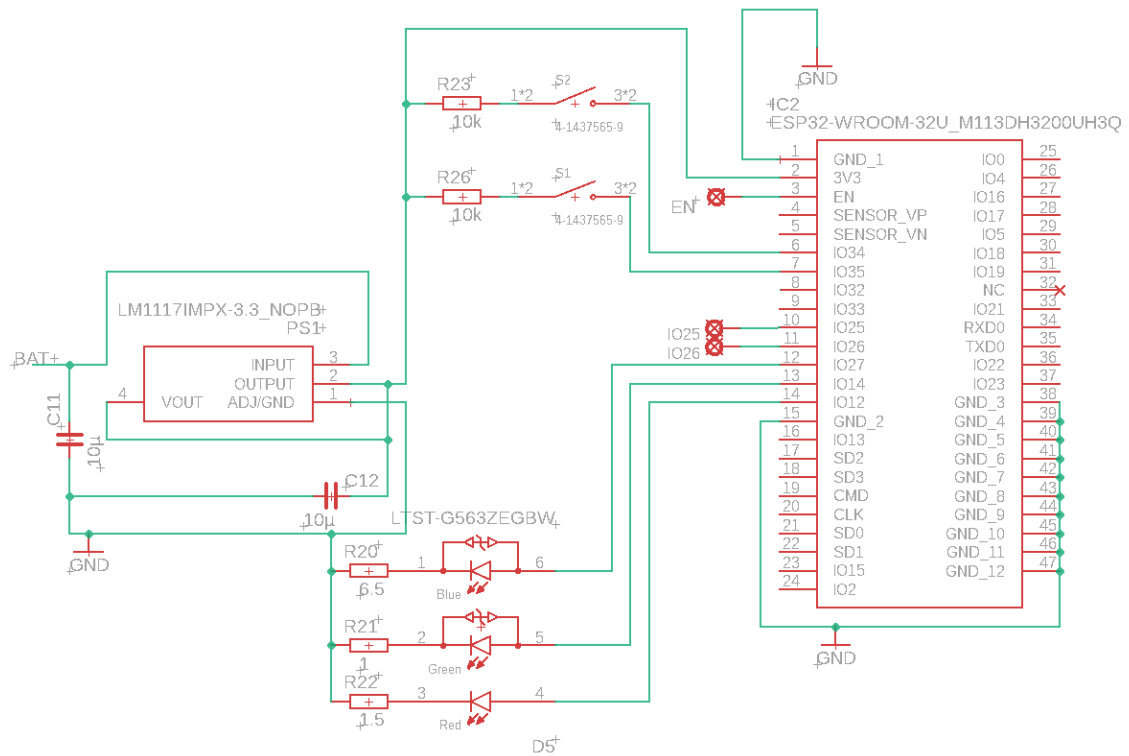 GND
R23
10k
S2
1*2
3*2
4-1437565-9
R26
10k
S1
1*2
3*2
4-1437565-9
IC2
ESP32-WROOM-32U_M113DH3200UH3Q
1 GND_1 IO0 25
2 3V3 IO4 26
EN 3 EN IO16 27
4 SENSOR_VP IO17 28
5 SENSOR_VN IO5 29
6 IO34 IO18 30
7 IO35 IO19 31
8 IO32 NC 32
9 IO33 IO21 33
IO25 10 IO25 RXD0 34
IO26 11 IO26 TXD0 35
12 IO27 IO22 36
13 IO14 IO23 37
14 IO12 GND_3 38
15 GND_2 GND_4 39
16 IO13 GND_5 40
17 SD2 GND_6 41
18 SD3 GND_7 42
19 CMD GND_8 43
20 CLK GND_9 44
21 SD0 GND_10 45
22 SD1 GND_11 46
23 IO15 GND_12 47
24 IO2
GND
LM1117IMPX-3.3_NOPB
PS1
BAT+
INPUT 3
OUTPUT 2
4 VOUT ADJ/GND 1
C11
10µ
C12
10µ
GND
LTST-G563ZEGBW
R20
6.5
1
6
Blue
R21
1
2
5
Green
R22
1.5
3
4
Red
D5